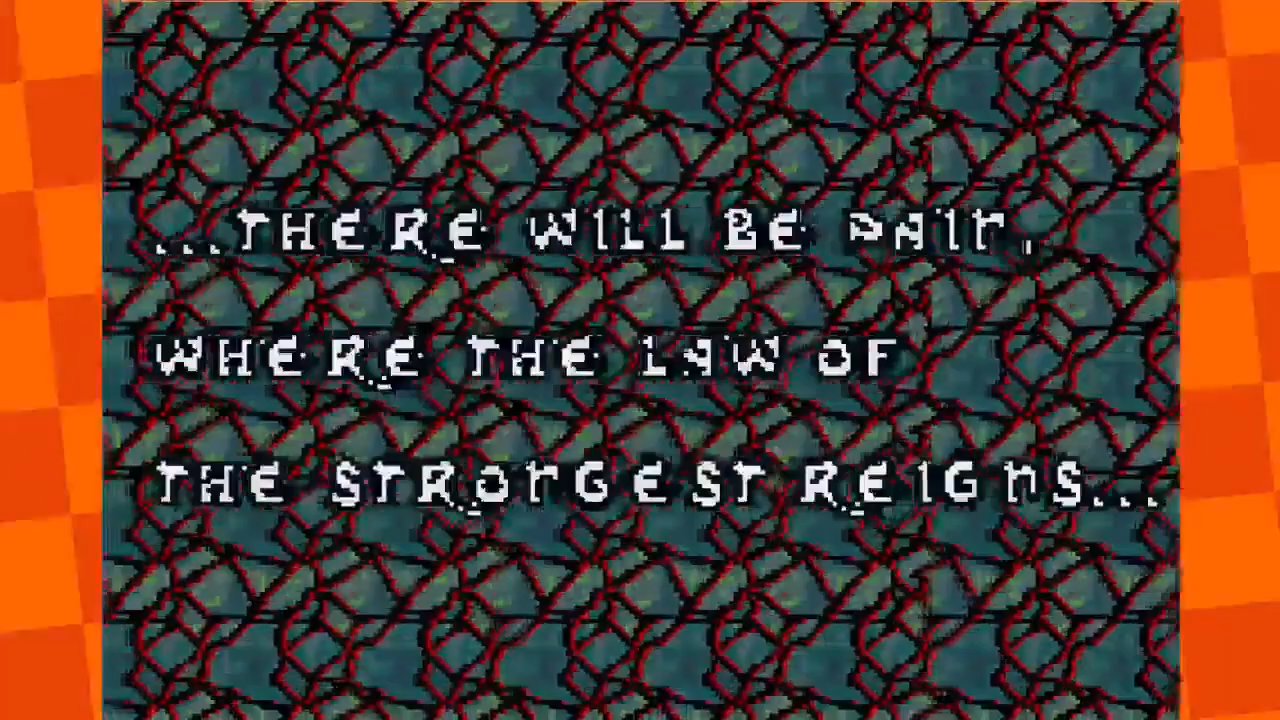 ...THERE WILL BE PAIN,
WHERE THE LAW OF
THE STRONGEST REIGNS...